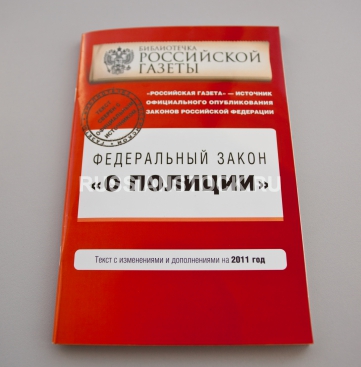 БИБЛИОТЕЧКА
РОССИЙСКОЙ
ГАЗЕТЫ
"РОССИЙСКАЯ ГАЗЕТА" — ИСТОЧНИК
ОФИЦИАЛЬНОГО ОПУБЛИКОВАНИЯ
ЗАКОНОВ РОССИЙСКОЙ ФЕДЕРАЦИИ
ФЕДЕРАЛЬНЫЙ ЗАКОН
«О ПОЛИЦИИ»
Текст с изменениями и дополнениями на 2011 год